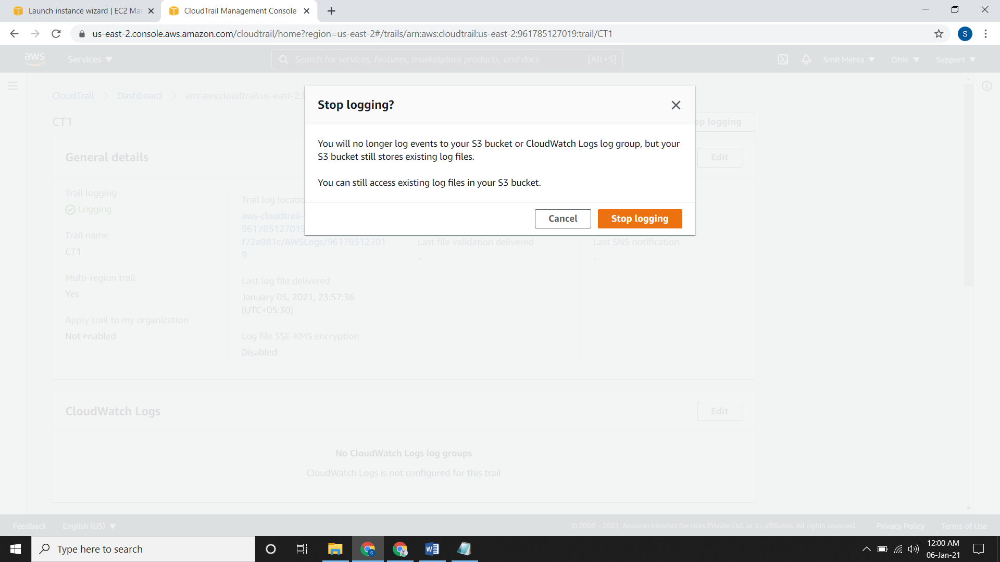 Launch instance wizard | EC2 Mar
CloudTrail Management Console
us-east-2.console.aws.amazon.com/cloudtrail/home?region=us-east-2#/trails/arn:aws:cloudtrail:us-east-2:961785127019:trail/CT1
S
aws
Services
Search for services, features, marketplace products, and docs
[Alt+S]
Smit Mehta
Ohio
Support
CloudTrail
Dashboard
arn:aws:cloudtrail:us-east-2:9
CT1
op logging
Stop logging?
You will no longer log events to your S3 bucket or CloudWatch Logs log group, but your
S3 bucket still stores existing log files.
You can still access existing log files in your S3 bucket.
Cancel
Stop logging
General details
Edit
Trail logging
Logging
Trail name
CT1
Multi-region trail
Yes
Apply trail to my organization
Not enabled
Trail log locatio
aws-cloudtrail-
961785127019
f72a981c/AWSLogs/96178512701
9
Last log file delivered
January 05, 2021, 23:57:36
(UTC+05:30)
Log file SSE-KMS encryption
Disabled
Last file validation delivered
-
Last SNS notification
-
CloudWatch Logs
Edit
No CloudWatch Logs log groups
CloudWatch Logs is not configured for this trail
Feedback
English (US)
© 2008 - 2021, Amazon Internet Services Private Ltd. or its affiliates. All rights reserved.
Privacy Policy
Terms of Use
Type here to search
12:00 AM
06-Jan-21